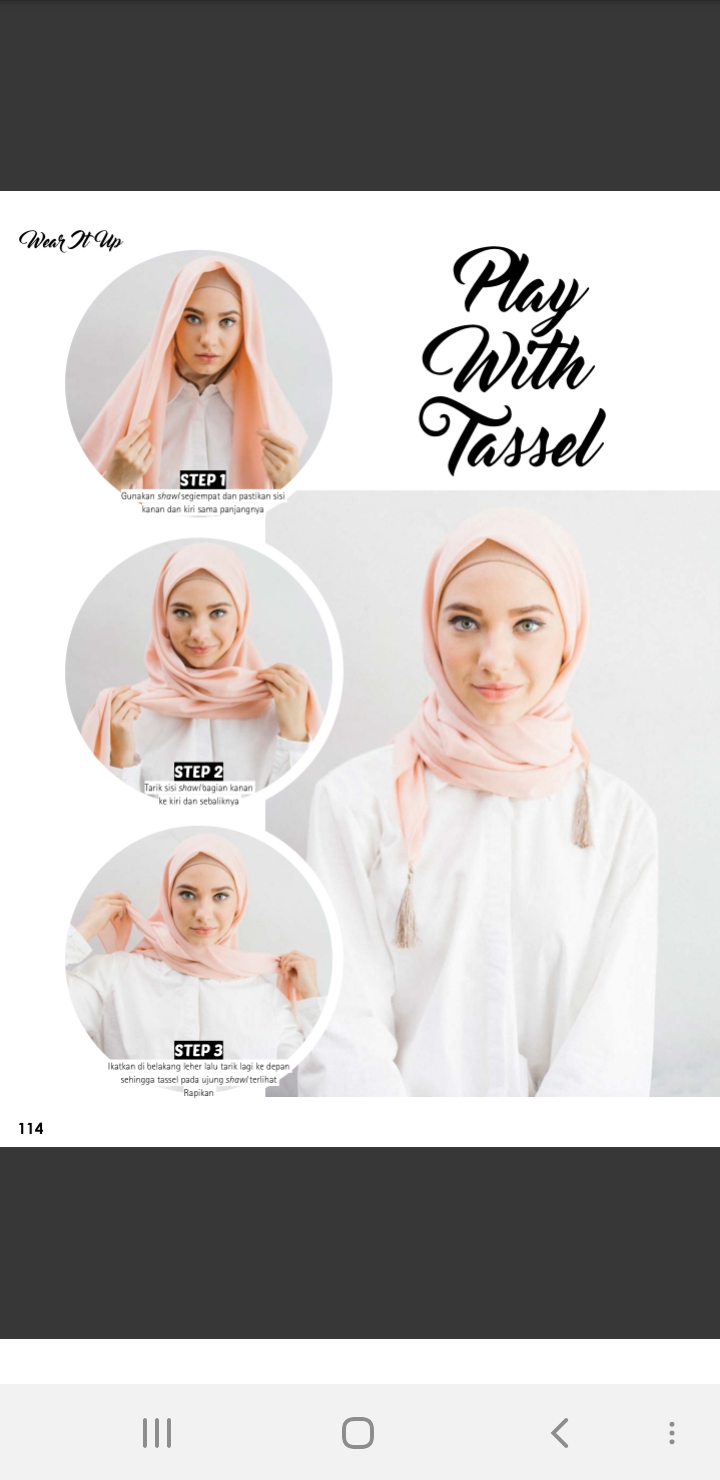 Wear It Up
Play
With
Tassel
STEP 1
Gunakan shawl segiempat dan pastikan sisi
kanan dan kiri sama panjangnya
STEP 2
Tarik sisi shawl bagian kanan
ke kiri dan sebaliknya
STEP 3
Ikatkan di belakang leher lalu tarik lagi ke depan
sehingga tassel pada ujung shawl terlihat
Rapikan
114